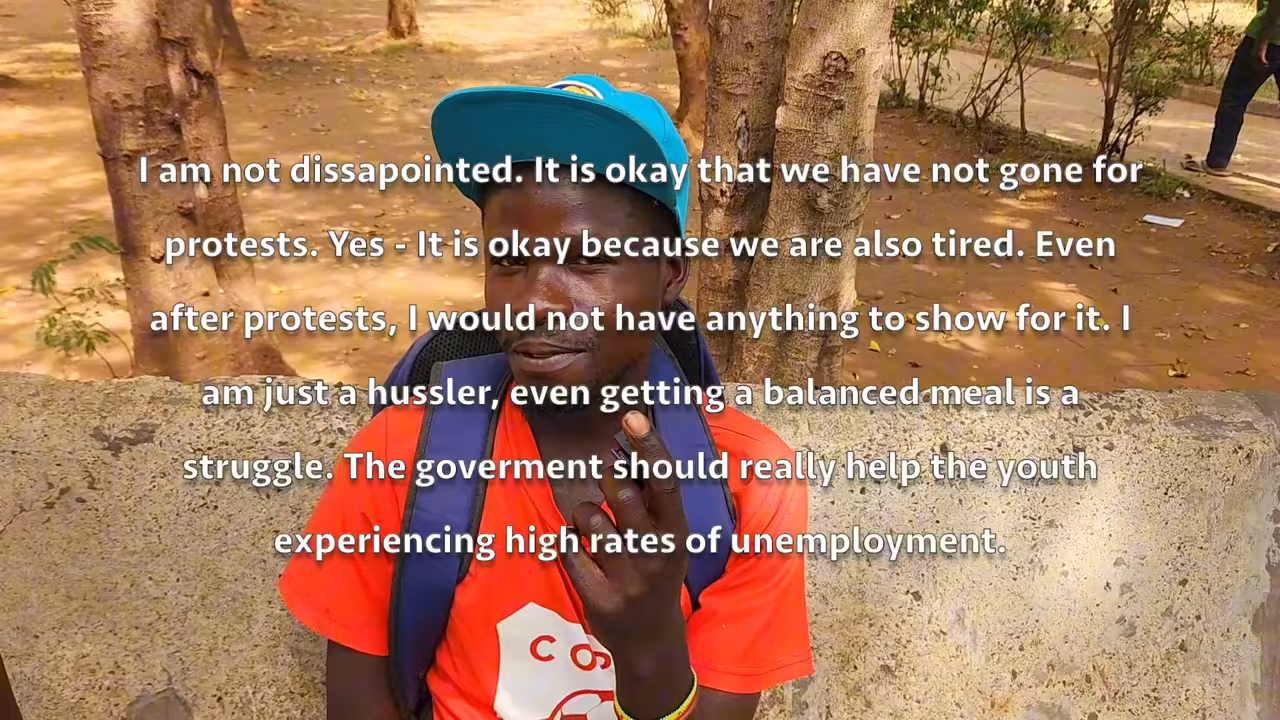 I am not dissapointed. It is okay that we have not gone for
protests. Yes - It is okay because we are also tired. Even
after protests, I would not have anything to show for it. I
am just a hussler, even getting a balanced meal is a
struggle. The goverment should really help the youth
experiencing high rates of unemployment.